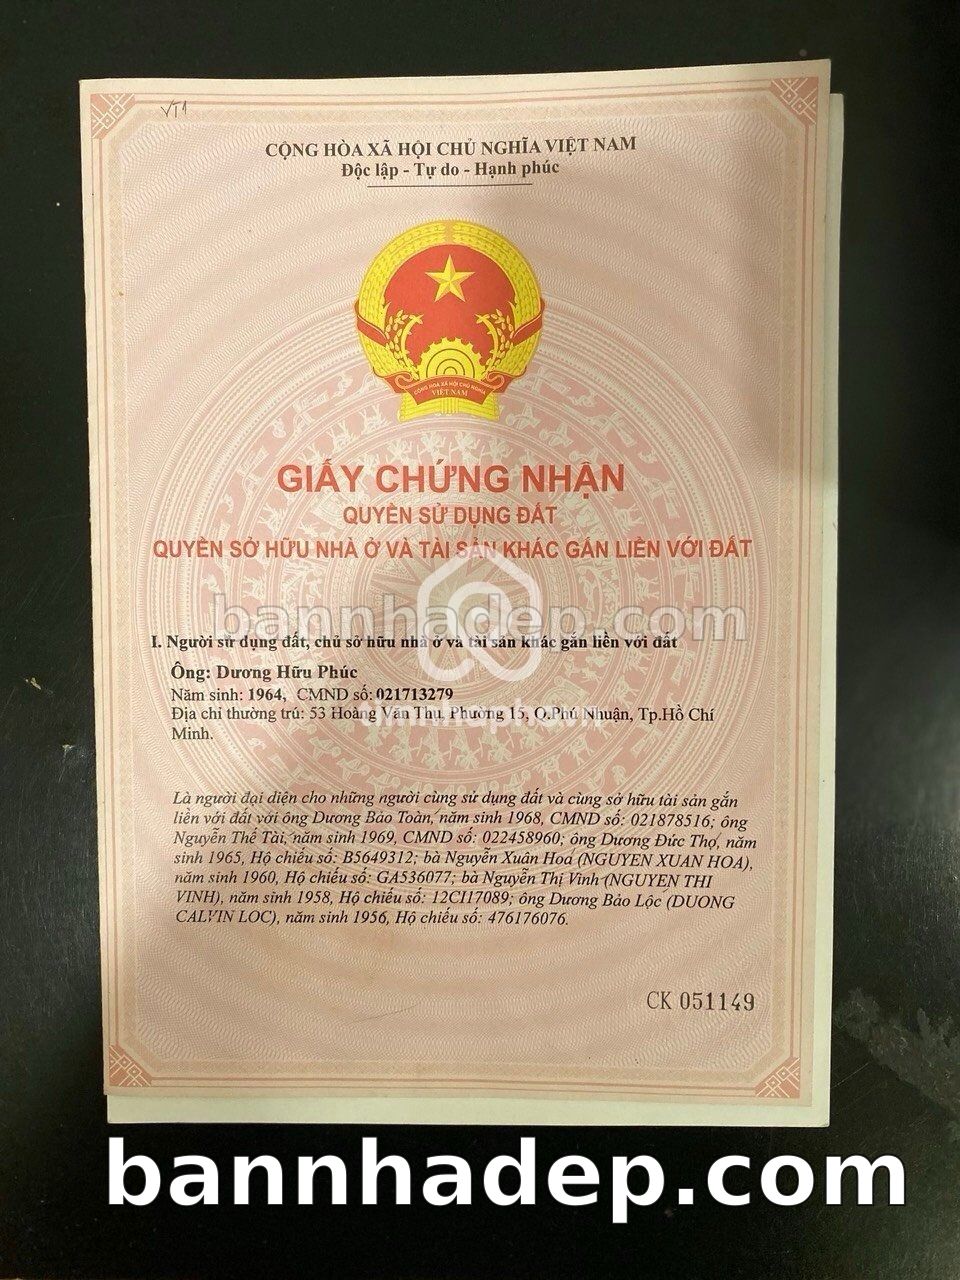 VT1
CỘNG HÒA XÃ HỘI CHỦ NGHĨA VIỆT NAM
Độc lập - Tự do - Hạnh phúc
CỘNG HÒA XÃ HỘI CHỦ NGHĨA
VIỆT NAM
GIẤY CHỨNG NHẬN
QUYỀN SỬ DỤNG ĐẤT
QUYỀN SỞ HỮU NHÀ Ở VÀ TÀI SẢN KHÁC GẮN LIỀN VỚI ĐẤT
bannhadep.com
I. Người sử dụng đất, chủ sở hữu nhà ở và tài sản khác gắn liền với đất
Ông: Dương Hữu Phúc
Năm sinh: 1964, CMND số: 021713279
Địa chỉ thường trú: 53 Hoàng Văn Thụ, Phường 15, Q.Phú Nhuận, Tp.Hồ Chí
Minh.
Là người đại diện cho những người cùng sử dụng đất và cùng sở hữu tài sản gắn
liền với đất với ông Dương Bảo Toàn, năm sinh 1968, CMND số: 021878516; ông
Nguyễn Thế Tài, năm sinh 1969, CMND số: 022458960; ông Dương Đức Thọ, năm
sinh 1965, Hộ chiếu số: B5649312; bà Nguyễn Xuân Hoa (NGUYEN XUAN HOA),
năm sinh 1960, Hộ chiếu số: GA536077; bà Nguyễn Thị Vinh (NGUYEN THI
VINH), năm sinh 1958, Hộ chiếu số: 12CI17089; ông Dương Bảo Lộc (DUONG
CALVIN LOC), năm sinh 1956, Hộ chiếu số: 476176076.
CK 051149
bannhadep.com